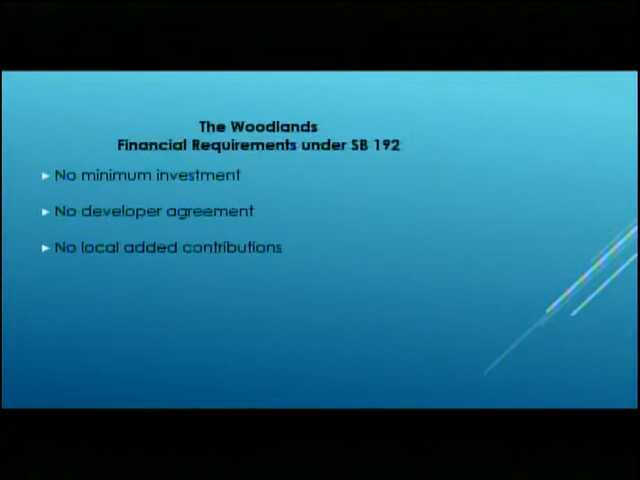 The Woodlands
Financial Requirements under SB 192
No minimum investment
No developer agreement
No local added contributions